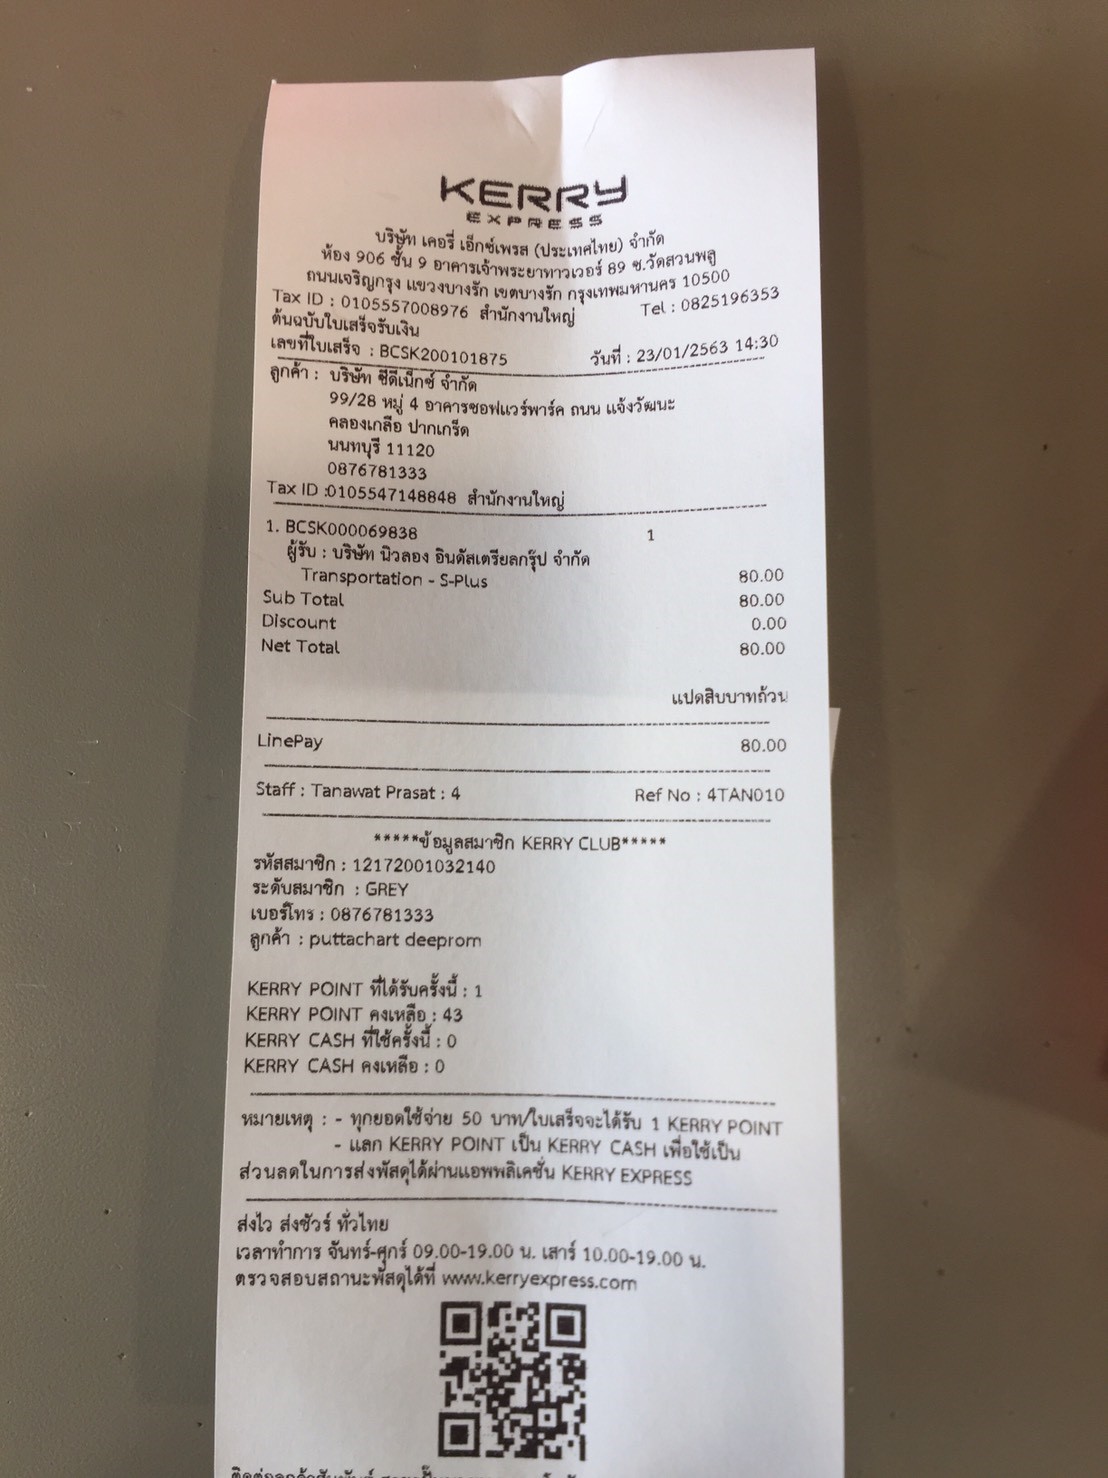 KERRY
EXPRESS
บริษัท เคอรี่ เอ็กซ์เพรส (ประเทศไทย) จำกัด
ห้อง 906 ชั้น 9 อาคารเจ้าพระยาทาวเวอร์ 89 ซ.วัดสวนพลู
ถนนเจริญกรุง แขวงบางรัก เขตบางรัก กรุงเทพมหานคร 10500
Tax ID : 0105557008976 สำนักงานใหญ่ Tel : 0825196353
ต้นฉบับใบเสร็จรับเงิน
เลขที่ใบเสร็จ : BCSK200101875 วันที่ : 23/01/2563 14:30
ลูกค้า : บริษัท ซีดีเน็กซ์ จำกัด
99/28 หมู่ 4 อาคารซอฟแวร์พาร์ค ถนน แจ้งวัฒนะ
คลองเกลือ ปากเกร็ด
นนทบุรี 11120
0876781333
Tax ID :0105547148848 สำนักงานใหญ่
1. BCSK000069838 1
ผู้รับ : บริษัท นิวลอง อินดัสเตรียลกรุ๊ป จำกัด
Transportation - S-Plus 80.00
Sub Total 80.00
Discount 0.00
Net Total 80.00
แปดสิบบาทถ้วน
LinePay 80.00
Staff : Tanawat Prasat : 4 Ref No : 4TAN010
*****ข้อมูลสมาชิก KERRY CLUB*****
รหัสสมาชิก : 12172001032140
ระดับสมาชิก : GREY
เบอร์โทร : 0876781333
ลูกค้า : puttachart deeprom
KERRY POINT ที่ได้รับครั้งนี้ : 1
KERRY POINT คงเหลือ : 43
KERRY CASH ที่ใช้ครั้งนี้ : 0
KERRY CASH คงเหลือ : 0
หมายเหตุ : - ทุกยอดใช้จ่าย 50 บาท/ใบเสร็จจะได้รับ 1 KERRY POINT
- แลก KERRY POINT เป็น KERRY CASH เพื่อใช้เป็น
ส่วนลดในการส่งพัสดุได้ผ่านแอพพลิเคชั่น KERRY EXPRESS
ส่งไว ส่งชัวร์ ทั่วไทย
เวลาทำการ จันทร์-ศุกร์ 09.00-19.00 น. เสาร์ 10.00-19.00 น.
ตรวจสอบสถานะพัสดุได้ที่ www.kerryexpress.com